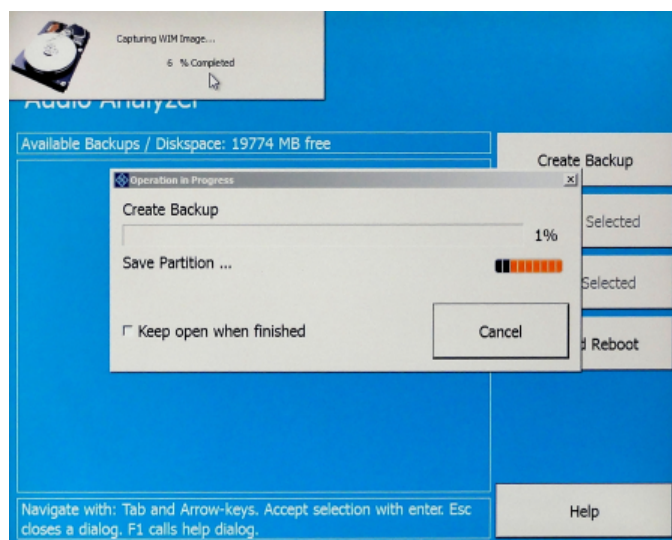 Capturing WIM Image...
6 % Completed
Audio Analyzer
Available Backups / Diskspace: 19774 MB free
Create Backup
Operation in Progress
Create Backup
1%
Selected
Save Partition ...
Selected
Keep open when finished
Cancel
Reboot
Navigate with: Tab and Arrow-keys. Accept selection with enter. Esc
closes a dialog. F1 calls help dialog.
Help